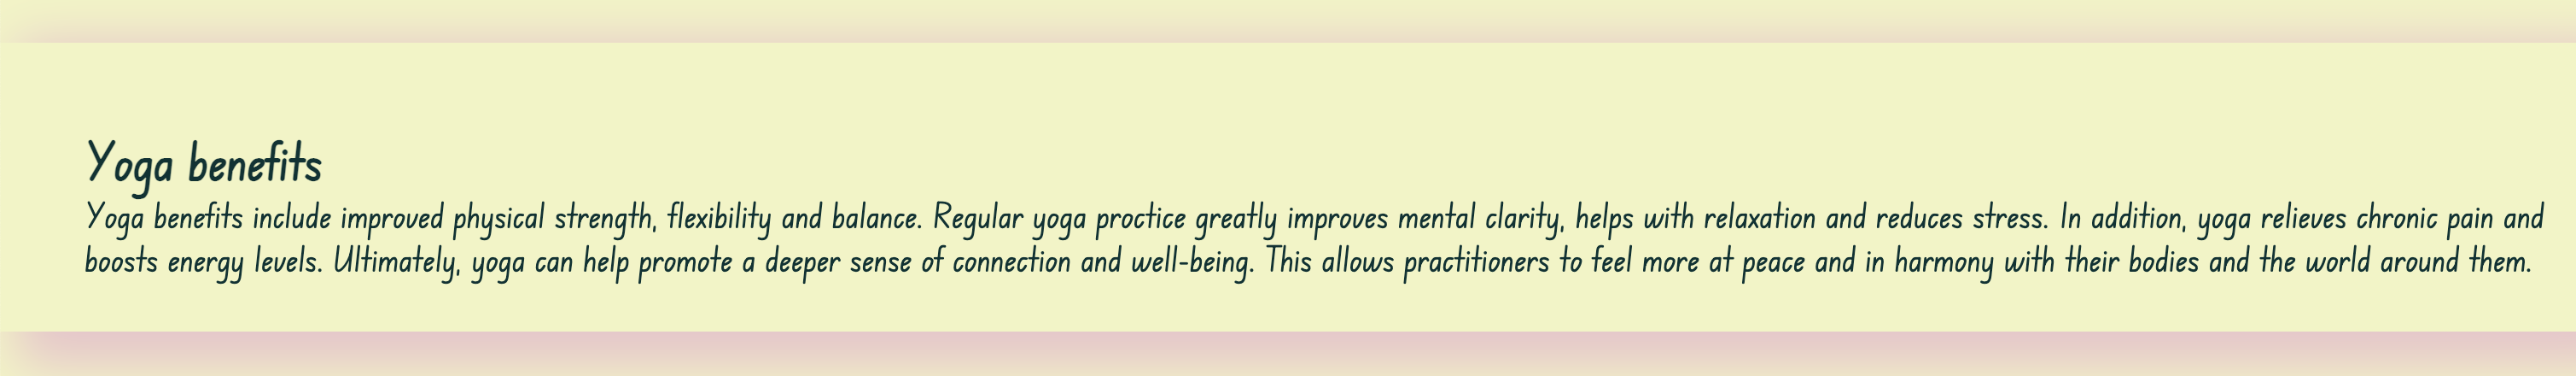 Yoga benefits
Yoga benefits include improved physical strength, flexibility and balance. Regular yoga proctice greatly improves mental clarity, helps with relaxation and reduces stress. In addition, yoga relieves chronic pain and
boosts energy levels. Ultimately, yoga can help promote a deeper sense of connection and well-being. This allows practitioners to feel more at peace and in harmony with their bodies and the world around them.